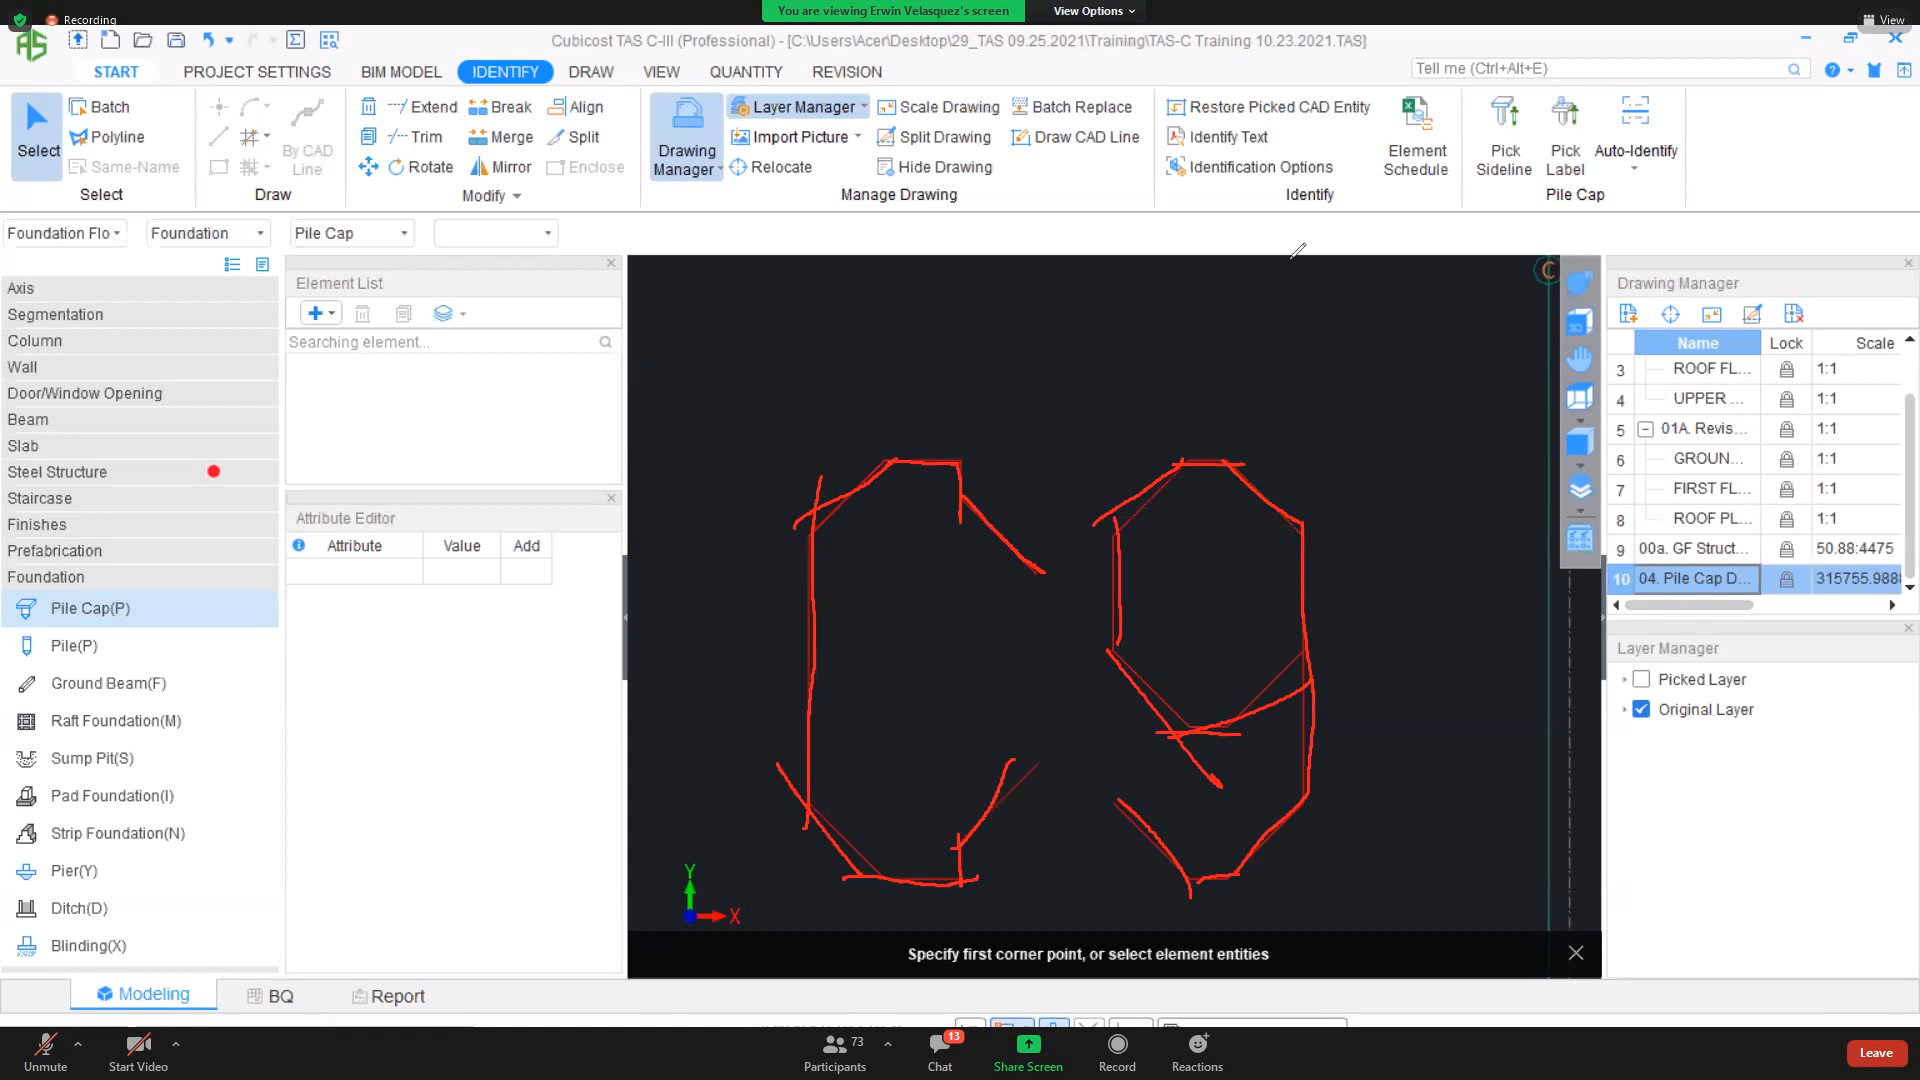 Recording
You are viewing Erwin Velasquez's screen
View Options
View
Cubicost TAS C-III (Professional) - [C:\Users\Acer\Desktop\29_TAS 09.25.2021\Training\TAS-C Training 10.23.2021.TAS]
START
PROJECT SETTINGS
BIM MODEL
IDENTIFY
DRAW
VIEW
QUANTITY
REVISION
Tell me (Ctrl+Alt+E)
Select
Batch
Polyline
Same-Name
Select
By CAD
Line
Draw
Extend
Break
Align
Trim
Merge
Split
Rotate
Mirror
Enclose
Modify
Drawing
Manager
Layer Manager
Scale Drawing
Batch Replace
Import Picture
Split Drawing
Draw CAD Line
Relocate
Hide Drawing
Manage Drawing
Restore Picked CAD Entity
Identify Text
Identification Options
Element
Schedule
Identify
Pick
Sideline
Pick
Label
Auto-Identify
Pile Cap
Foundation Flo
Foundation
Pile Cap
Axis
Segmentation
Column
Wall
Door/Window Opening
Beam
Slab
Steel Structure
Staircase
Finishes
Prefabrication
Foundation
Pile Cap(P)
Pile(P)
Ground Beam(F)
Raft Foundation(M)
Sump Pit(S)
Pad Foundation(I)
Strip Foundation(N)
Pier(Y)
Ditch(D)
Blinding(X)
Element List
Searching element...
Attribute Editor
Attribute
Value
Add
C
3D
Y
X
Specify first corner point, or select element entities
Drawing Manager
Name
Lock
Scale
3 ROOF FL... 1:1
4 UPPER ... 1:1
5 01A. Revis... 1:1
6 GROUN... 1:1
7 FIRST FL... 1:1
8 ROOF PL... 1:1
9 00a. GF Struct... 50.88:4475
10 04. Pile Cap D... 315755.988
Layer Manager
Picked Layer
Original Layer
Modeling
BQ
Report
Unmute
Start Video
73
Participants
13
Chat
Share Screen
Record
Reactions
Leave